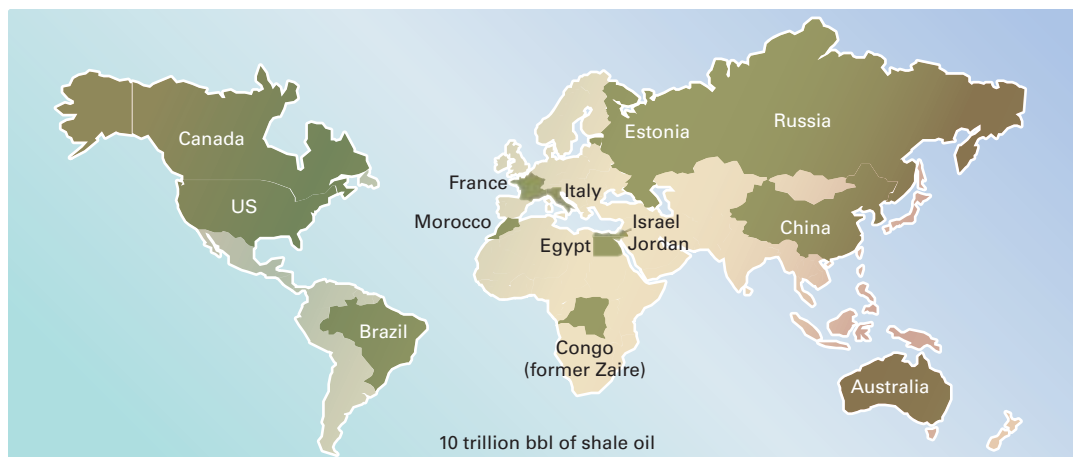 Canada
US
Brazil
France
Italy
Morocco
Egypt
Israel
Jordan
Estonia
Russia
China
Congo
(former Zaire)
Australia
10 trillion bbl of shale oil